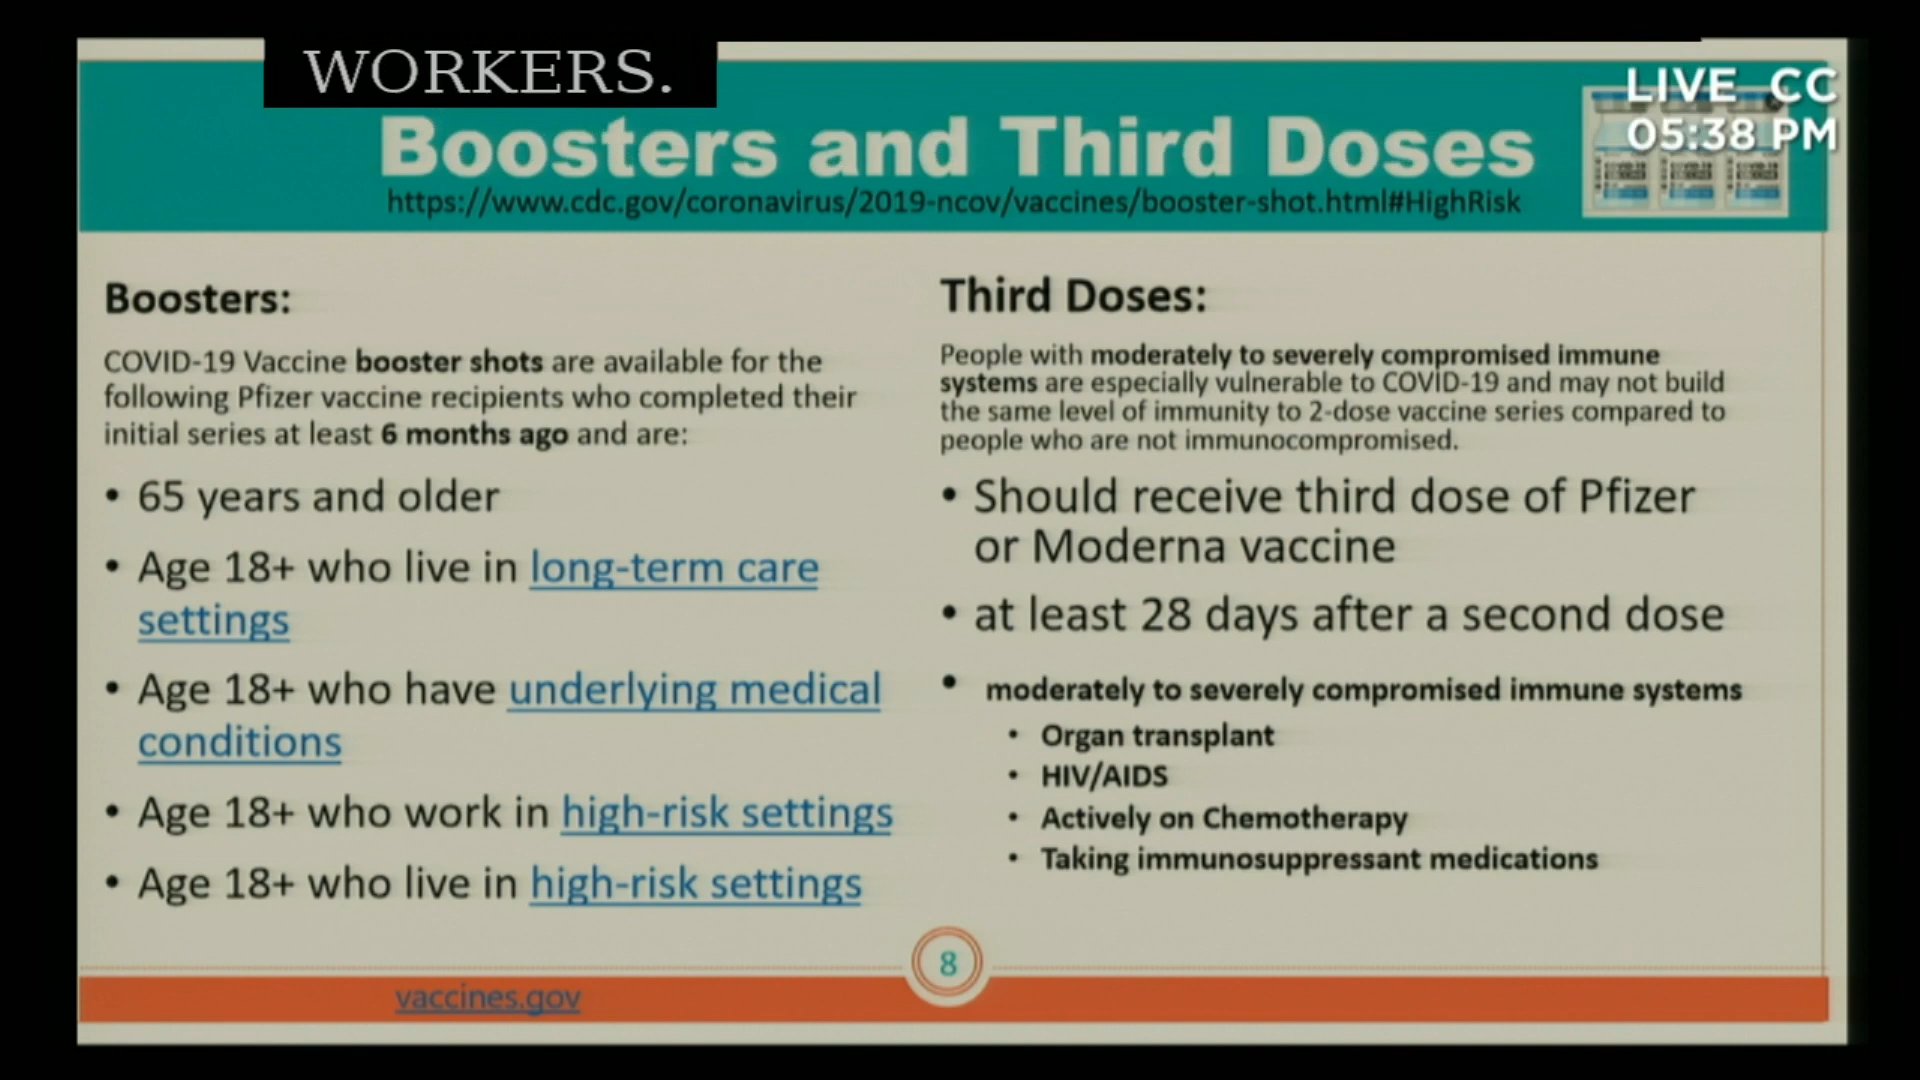 WORKERS.
LIVE CC
05:38 PM
Boosters and Third Doses
https://www.cdc.gov/coronavirus/2019-ncov/vaccines/booster-shot.html#HighRisk
Boosters:
COVID-19 Vaccine booster shots are available for the
following Pfizer vaccine recipients who completed their
initial series at least 6 months ago and are:
• 65 years and older
• Age 18+ who live in long-term care
settings
• Age 18+ who have underlying medical
conditions
• Age 18+ who work in high-risk settings
• Age 18+ who live in high-risk settings
Third Doses:
People with moderately to severely compromised immune
systems are especially vulnerable to COVID-19 and may not build
the same level of immunity to 2-dose vaccine series compared to
people who are not immunocompromised.
• Should receive third dose of Pfizer
or Moderna vaccine
• at least 28 days after a second dose
• moderately to severely compromised immune systems
• Organ transplant
• HIV/AIDS
• Actively on Chemotherapy
• Taking immunosuppressant medications
8
vaccines.gov